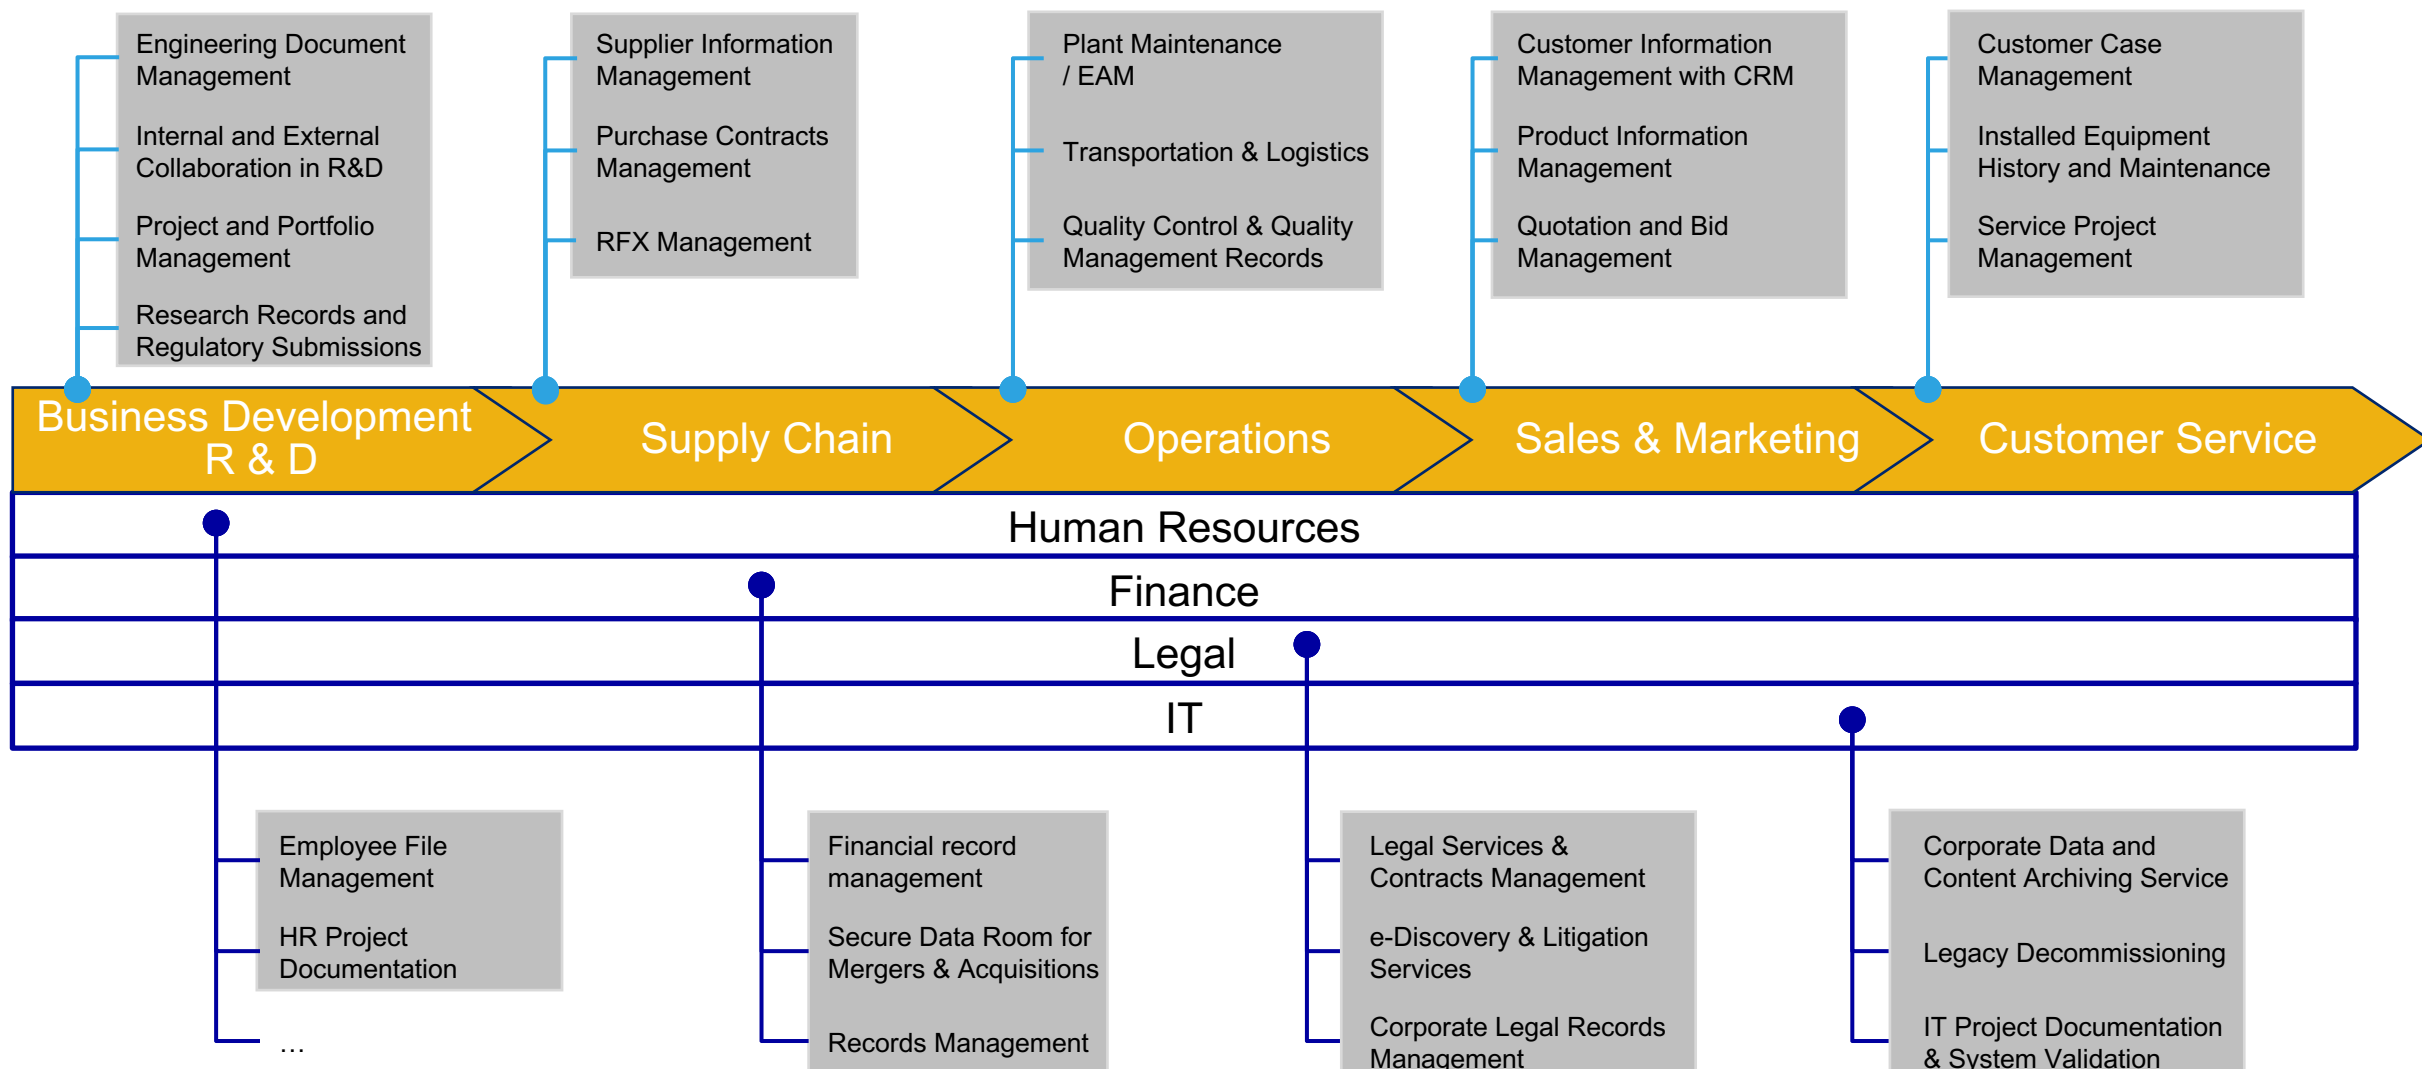 Engineering Document
Management
Internal and External
Collaboration in R&D
Project and Portfolio
Management
Research Records and
Regulatory Submissions
Supplier Information
Management
Purchase Contracts
Management
RFX Management
Plant Maintenance
/ EAM
Transportation & Logistics
Quality Control & Quality
Management Records
Customer Information
Management with CRM
Product Information
Management
Quotation and Bid
Management
Customer Case
Management
Installed Equipment
History and Maintenance
Service Project
Management
Business Development
R & D
Supply Chain
Operations
Sales & Marketing
Customer Service
Human Resources
Finance
Legal
IT
Employee File
Management
HR Project
Documentation
…
Financial record
management
Secure Data Room for
Mergers & Acquisitions
Records Management
Legal Services &
Contracts Management
e-Discovery & Litigation
Services
Corporate Legal Records
Management
Corporate Data and
Content Archiving Service
Legacy Decommissioning
IT Project Documentation
& System Validation